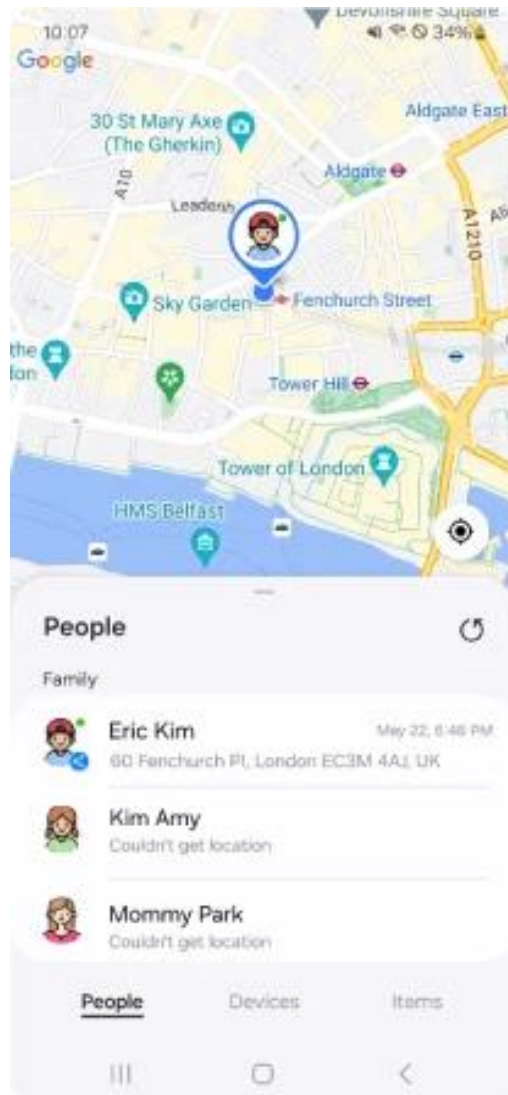 Devonshire Square
10:07
34%
Google
Aldgate East
30 St Mary Axe
(The Gherkin)
Aldgate
A10
Leadenh
A1210
Sky Garden
Fenchurch Street
the
Tower Hill
Tower of London
HMS Belfast
People
Family
Eric Kim
May 22, 6:46 PM
60 Fenchurch Pl, London EC3M 4AJ, UK
Kim Amy
Couldn't get location
Mommy Park
Couldn't get location
People
Devices
Items